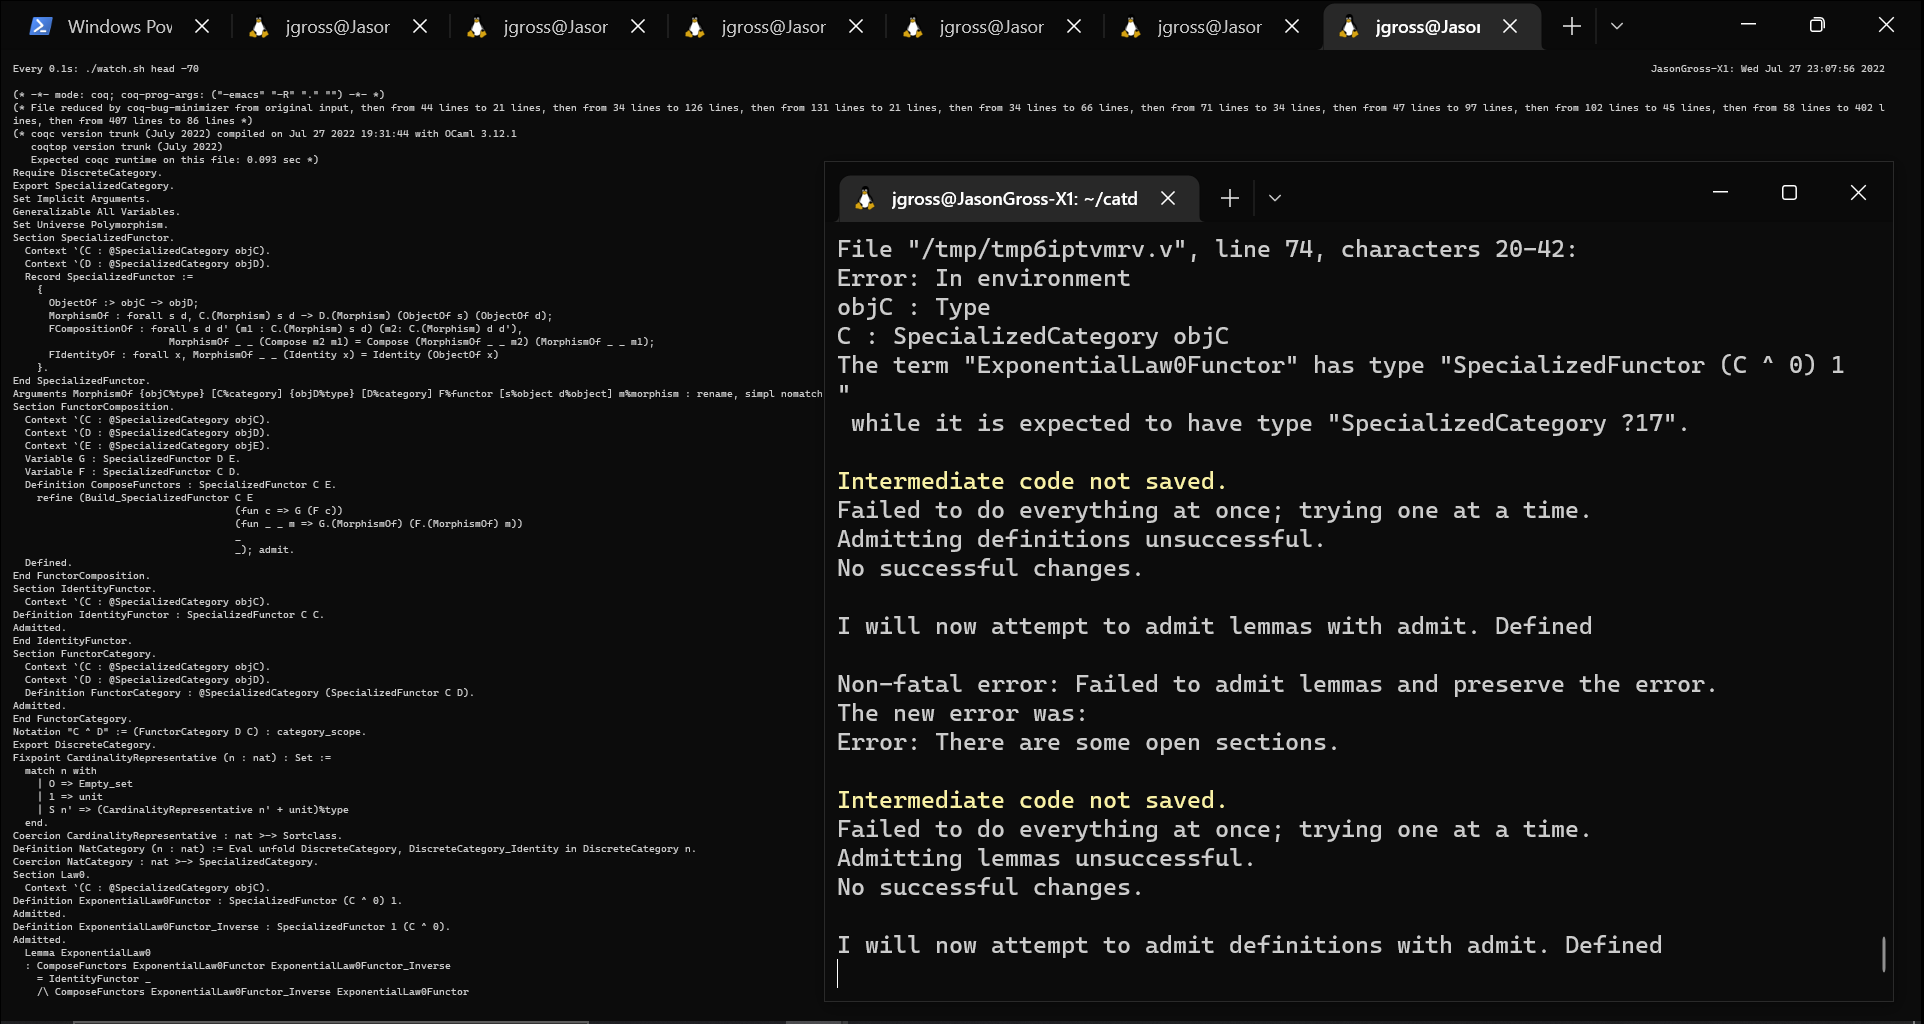 Windows Pov
jgross@Jasor
jgross@Jasor
jgross@Jasor
jgross@Jasor
jgross@Jasor
jgross@Jasor
Every 0.1s: ./watch.sh head -70
JasonGross-X1: Wed Jul 27 23:07:56 2022
(* -*- mode: coq; coq-prog-args: ("-emacs" "-R" "." "") -*- *)
(* File reduced by coq-bug-minimizer from original input, then from 44 lines to 21 lines, then from 34 lines to 126 lines, then from 131 lines to 21 lines, then from 34 lines to 66 lines, then from 71 lines to 34 lines, then from 47 lines to 97 lines, then from 102 lines to 45 lines, then from 58 lines to 402 l
ines, then from 407 lines to 86 lines *)
(* coqc version trunk (July 2022) compiled on Jul 27 2022 19:31:44 with OCaml 3.12.1
coqtop version trunk (July 2022)
Expected coqc runtime on this file: 0.093 sec *)
Require DiscreteCategory.
Export SpecializedCategory.
Set Implicit Arguments.
Generalizable All Variables.
Set Universe Polymorphism.
Section SpecializedFunctor.
Context `(C : @SpecializedCategory objC).
Context `(D : @SpecializedCategory objD).
Record SpecializedFunctor :=
{
ObjectOf :> objC -> objD;
MorphismOf : forall s d, C.(Morphism) s d -> D.(Morphism) (ObjectOf s) (ObjectOf d);
FCompositionOf : forall s d d' (m1 : C.(Morphism) s d) (m2: C.(Morphism) d d'),
MorphismOf _ _ (Compose m2 m1) = Compose (MorphismOf _ _ m2) (MorphismOf _ _ m1);
FIdentityOf : forall x, MorphismOf _ _ (Identity x) = Identity (ObjectOf x)
}.
End SpecializedFunctor.
Arguments MorphismOf {objC%type} [C%category] {objD%type} [D%category] F%functor [s%object d%object] m%morphism : rename, simpl nomatch
Section FunctorComposition.
Context `(C : @SpecializedCategory objC).
Context `(D : @SpecializedCategory objD).
Context `(E : @SpecializedCategory objE).
Variable G : SpecializedFunctor D E.
Variable F : SpecializedFunctor C D.
Definition ComposeFunctors : SpecializedFunctor C E.
refine (Build_SpecializedFunctor C E
(fun c => G (F c))
(fun _ _ m => G.(MorphismOf) (F.(MorphismOf) m))
_
_); admit.
Defined.
End FunctorComposition.
Section IdentityFunctor.
Context `(C : @SpecializedCategory objC).
Definition IdentityFunctor : SpecializedFunctor C C.
Admitted.
End IdentityFunctor.
Section FunctorCategory.
Context `(C : @SpecializedCategory objC).
Context `(D : @SpecializedCategory objD).
Definition FunctorCategory : @SpecializedCategory (SpecializedFunctor C D).
Admitted.
End FunctorCategory.
Notation "C ^ D" := (FunctorCategory D C) : category_scope.
Export DiscreteCategory.
Fixpoint CardinalityRepresentative (n : nat) : Set :=
match n with
| O => Empty_set
| 1 => unit
| S n' => (CardinalityRepresentative n' + unit)%type
end.
Coercion CardinalityRepresentative : nat >-> Sortclass.
Definition NatCategory (n : nat) := Eval unfold DiscreteCategory, DiscreteCategory_Identity in DiscreteCategory n.
Coercion NatCategory : nat >-> SpecializedCategory.
Section Law0.
Context `(C : @SpecializedCategory objC).
Definition ExponentialLaw0Functor : SpecializedFunctor (C ^ 0) 1.
Admitted.
Definition ExponentialLaw0Functor_Inverse : SpecializedFunctor 1 (C ^ 0).
Admitted.
Lemma ExponentialLaw0
: ComposeFunctors ExponentialLaw0Functor ExponentialLaw0Functor_Inverse
= IdentityFunctor _
/\ ComposeFunctors ExponentialLaw0Functor_Inverse ExponentialLaw0Functor
jgross@JasonGross-X1: ~/catd
File "/tmp/tmp6iptvmrv.v", line 74, characters 20-42:
Error: In environment
objC : Type
C : SpecializedCategory objC
The term "ExponentialLaw0Functor" has type "SpecializedFunctor (C ^ 0) 1
"
while it is expected to have type "SpecializedCategory ?17".
Intermediate code not saved.
Failed to do everything at once; trying one at a time.
Admitting definitions unsuccessful.
No successful changes.
I will now attempt to admit lemmas with admit. Defined
Non-fatal error: Failed to admit lemmas and preserve the error.
The new error was:
Error: There are some open sections.
Intermediate code not saved.
Failed to do everything at once; trying one at a time.
Admitting lemmas unsuccessful.
No successful changes.
I will now attempt to admit definitions with admit. Defined